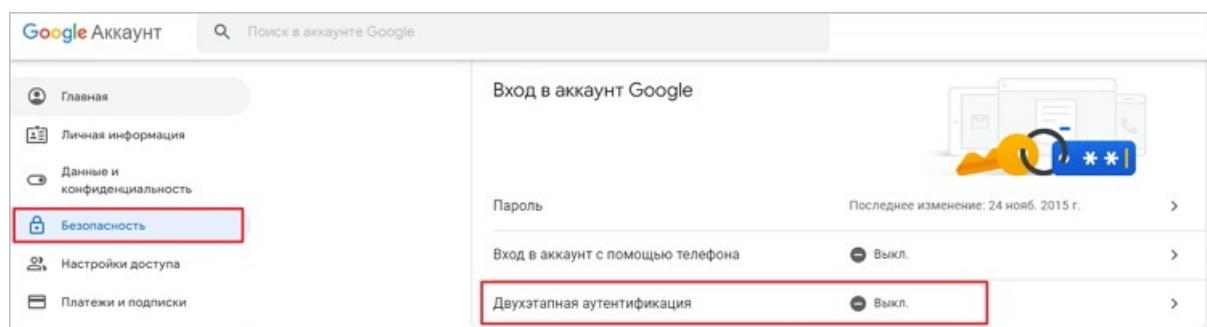 Google Аккаунт
Поиск в аккаунте Google
Главная
Личная информация
Данные и
конфиденциальность
Безопасность
Настройки доступа
Платежи и подписки
Вход в аккаунт Google
**
Пароль
Последнее изменение: 24 нояб. 2015 г.
Вход в аккаунт с помощью телефона
Выкл.
Двухэтапная аутентификация
Выкл.